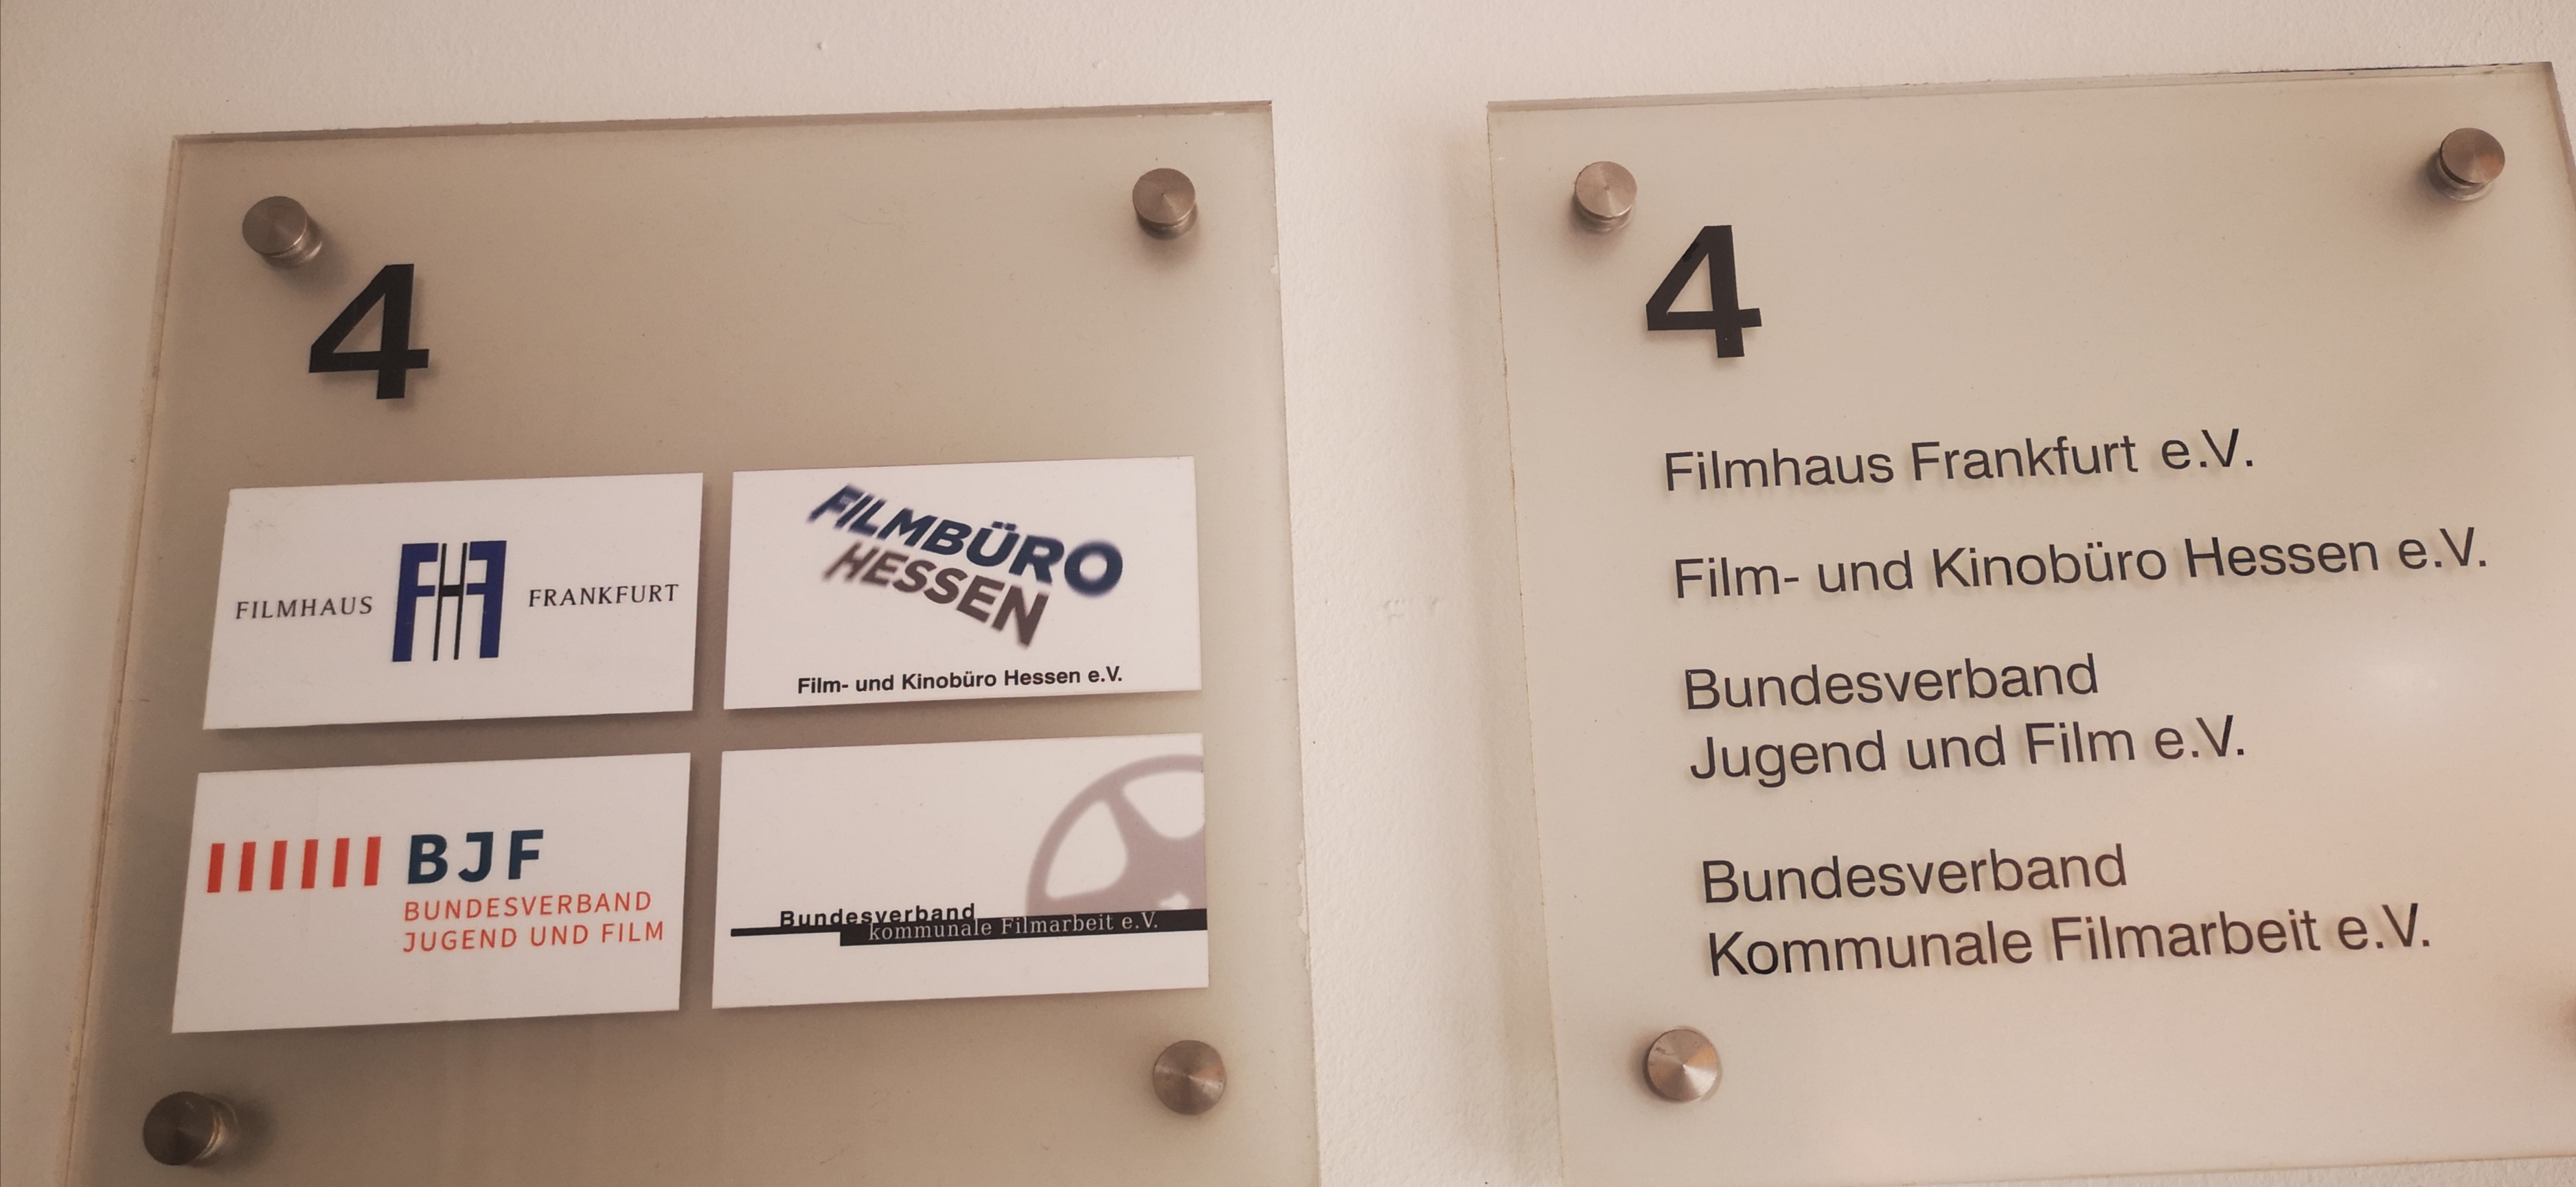 4
FILMHAUS FHF FRANKFURT
FILMBÜRO
HESSEN
Film- und Kinobüro Hessen e.V.
BJF
BUNDESVERBAND
JUGEND UND FILM
Bundesverband
kommunale Filmarbeit e.V.
4
Filmhaus Frankfurt e.V.
Film- und Kinobüro Hessen e.V.
Bundesverband
Jugend und Film e.V.
Bundesverband
Kommunale Filmarbeit e.V.